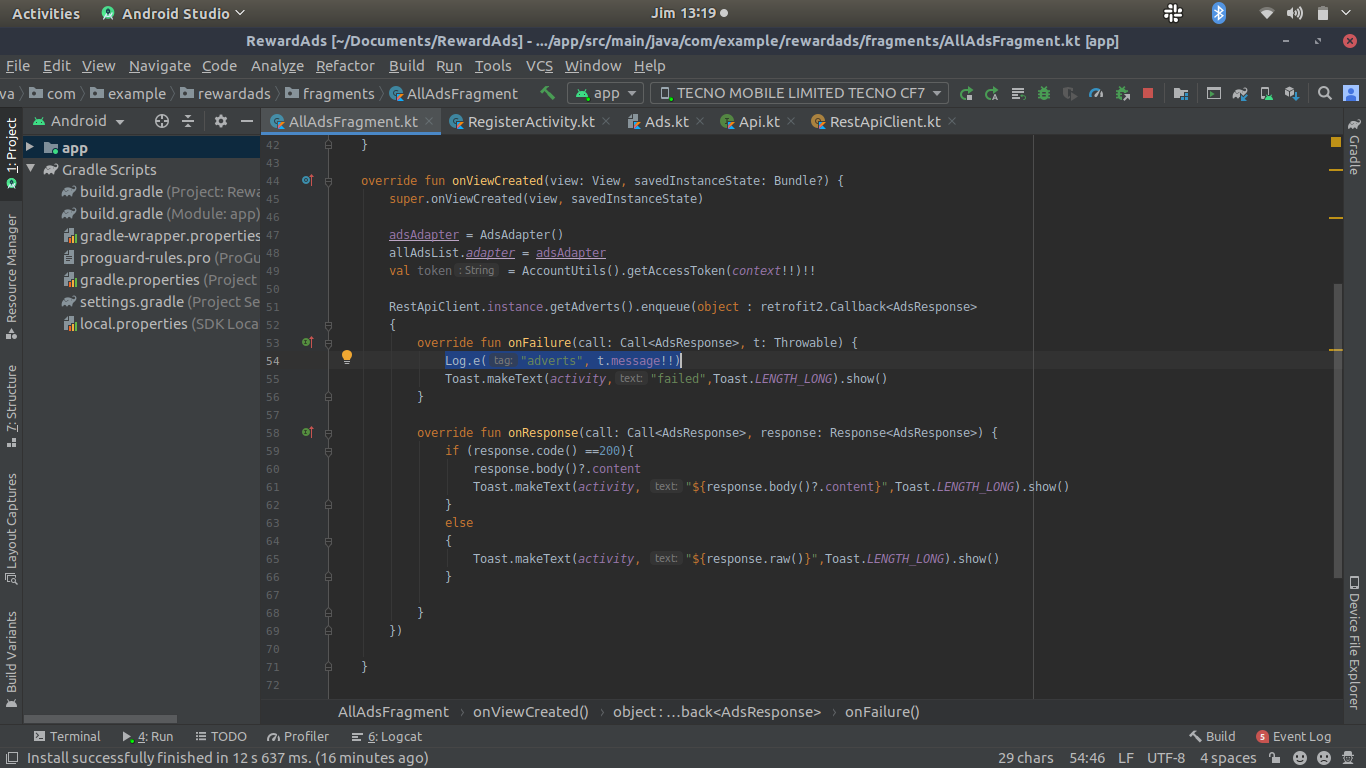 Activities Android Studio Jim 13:19
RewardAds [~/Documents/RewardAds] - .../app/src/main/java/com/example/rewardads/fragments/AllAdsFragment.kt [app]
File Edit View Navigate Code Analyze Refactor Build Run Tools VCS Window Help
va com example rewardads fragments AllAdsFragment app TECNO MOBILE LIMITED TECNO CF7
1: Project
Resource Manager
7: Structure
Layout Captures
Build Variants
Android
app
Gradle Scripts
build.gradle (Project: Rewa
build.gradle (Module: app)
gradle-wrapper.properties
proguard-rules.pro (ProGu
gradle.properties (Project
settings.gradle (Project Se
local.properties (SDK Loca
AllAdsFragment.kt RegisterActivity.kt Ads.kt Api.kt RestApiClient.kt
42 }
43
44 override fun onViewCreated(view: View, savedInstanceState: Bundle?) {
45 super.onViewCreated(view, savedInstanceState)
46
47 adsAdapter = AdsAdapter()
48 allAdsList.adapter = adsAdapter
49 val token : String = AccountUtils().getAccessToken(context!!)!!
50
51 RestApiClient.instance.getAdverts().enqueue(object : retrofit2.Callback<AdsResponse>
52 {
53 override fun onFailure(call: Call<AdsResponse>, t: Throwable) {
54 Log.e( tag: "adverts", t.message!!)
55 Toast.makeText(activity, text: "failed",Toast.LENGTH_LONG).show()
56 }
57
58 override fun onResponse(call: Call<AdsResponse>, response: Response<AdsResponse>) {
59 if (response.code() ==200){
60 response.body()?.content
61 Toast.makeText(activity, text: "${response.body()?.content}",Toast.LENGTH_LONG).show()
62 }
63 else
64 {
65 Toast.makeText(activity, text: "${response.raw()}",Toast.LENGTH_LONG).show()
66 }
67
68 }
69 })
70
71 }
72
Gradle
Device File Explorer
AllAdsFragment › onViewCreated() › object : ...back<AdsResponse> › onFailure()
Terminal 4: Run TODO Profiler 6: Logcat Build 5 Event Log
Install successfully finished in 12 s 637 ms. (16 minutes ago) 29 chars 54:46 LF UTF-8 4 spaces